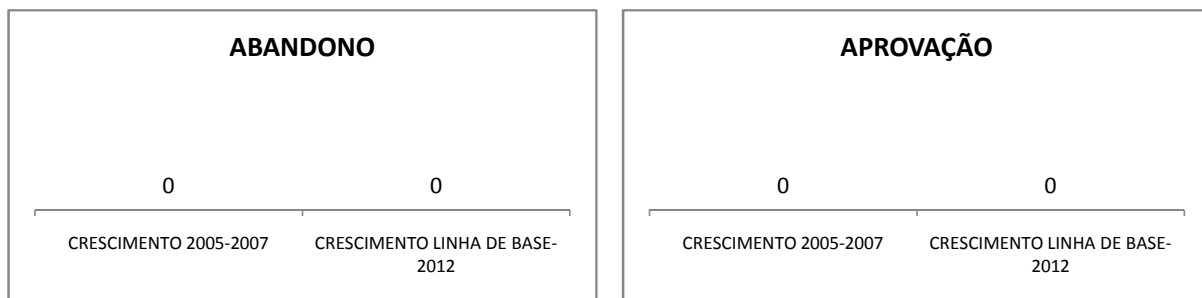 ABANDONO
0
0
CRESCIMENTO 2005-2007
CRESCIMENTO LINHA DE BASE-
2012
APROVAÇÃO
0
0
CRESCIMENTO 2005-2007
CRESCIMENTO LINHA DE BASE-
2012